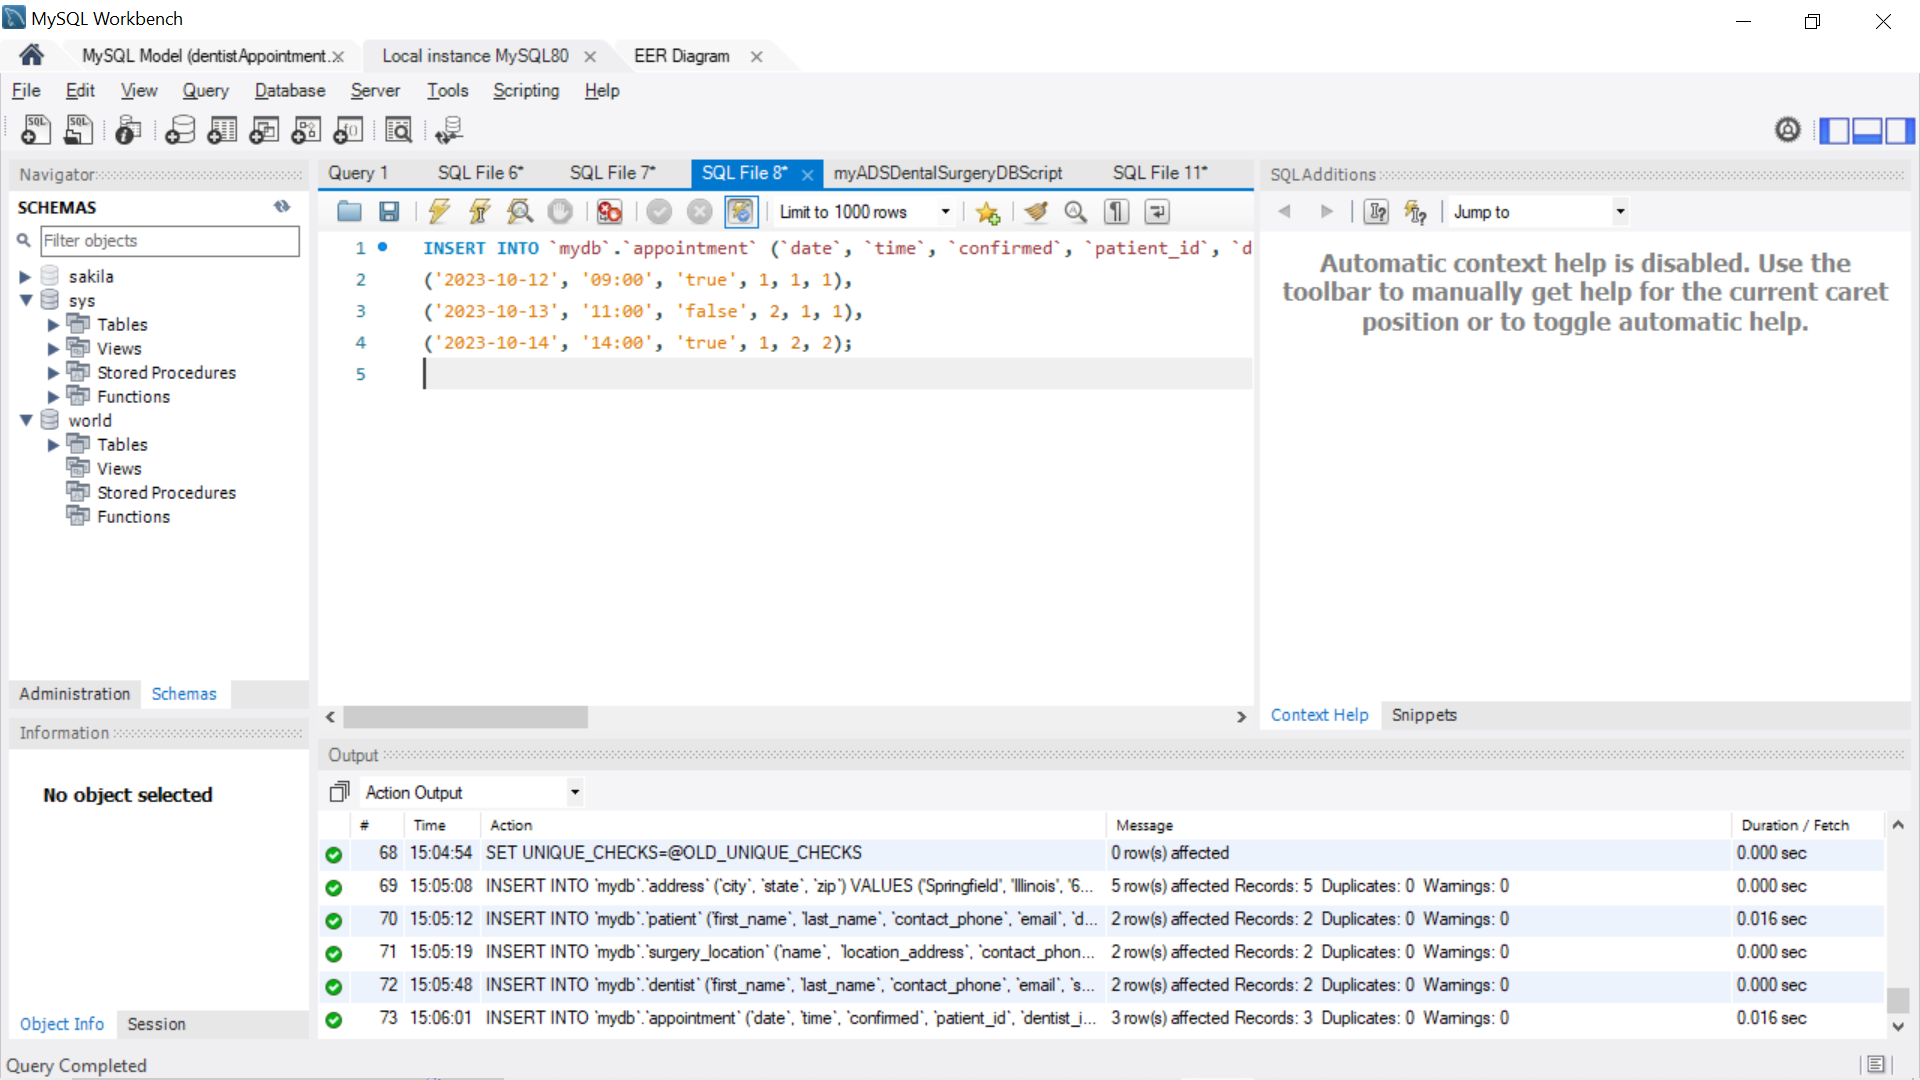 MySQL Workbench
MySQL Model (dentistAppointment.
Local instance MySQL80
EER Diagram
File Edit View Query Database Server Tools Scripting Help
Navigator
SCHEMAS
Filter objects
sakila
sys
Tables
Views
Stored Procedures
Functions
world
Tables
Views
Stored Procedures
Functions
Administration
Schemas
Information
No object selected
Object Info
Session
Query 1
SQL File 6*
SQL File 7*
SQL File 8*
myADSDentalSurgeryDBScript
SQL File 11*
Limit to 1000 rows
1 INSERT INTO `mydb`.`appointment` (`date`, `time`, `confirmed`, `patient_id`, `d
2 ('2023-10-12', '09:00', 'true', 1, 1, 1),
3 ('2023-10-13', '11:00', 'false', 2, 1, 1),
4 ('2023-10-14', '14:00', 'true', 1, 2, 2);
5
SQLAdditions
Jump to
Automatic context help is disabled. Use the
toolbar to manually get help for the current caret
position or to toggle automatic help.
Context Help
Snippets
Output
Action Output
# Time Action Message Duration / Fetch
68 15:04:54 SET UNIQUE_CHECKS=@OLD_UNIQUE_CHECKS 0 row(s) affected 0.000 sec
69 15:05:08 INSERT INTO `mydb`.`address` (`city`, `state`, `zip`) VALUES ('Springfield', 'Illinois', '6... 5 row(s) affected Records: 5 Duplicates: 0 Warnings: 0 0.000 sec
70 15:05:12 INSERT INTO `mydb`.`patient` (`first_name`, `last_name`, `contact_phone`, `email`, `d... 2 row(s) affected Records: 2 Duplicates: 0 Warnings: 0 0.016 sec
71 15:05:19 INSERT INTO `mydb`.`surgery_location` (`name`, `location_address`, `contact_phon... 2 row(s) affected Records: 2 Duplicates: 0 Warnings: 0 0.000 sec
72 15:05:48 INSERT INTO `mydb`.`dentist` (`first_name`, `last_name`, `contact_phone`, `email`, `s... 2 row(s) affected Records: 2 Duplicates: 0 Warnings: 0 0.000 sec
73 15:06:01 INSERT INTO `mydb`.`appointment` (`date`, `time`, `confirmed`, `patient_id`, `dentist_i... 3 row(s) affected Records: 3 Duplicates: 0 Warnings: 0 0.016 sec
Query Completed